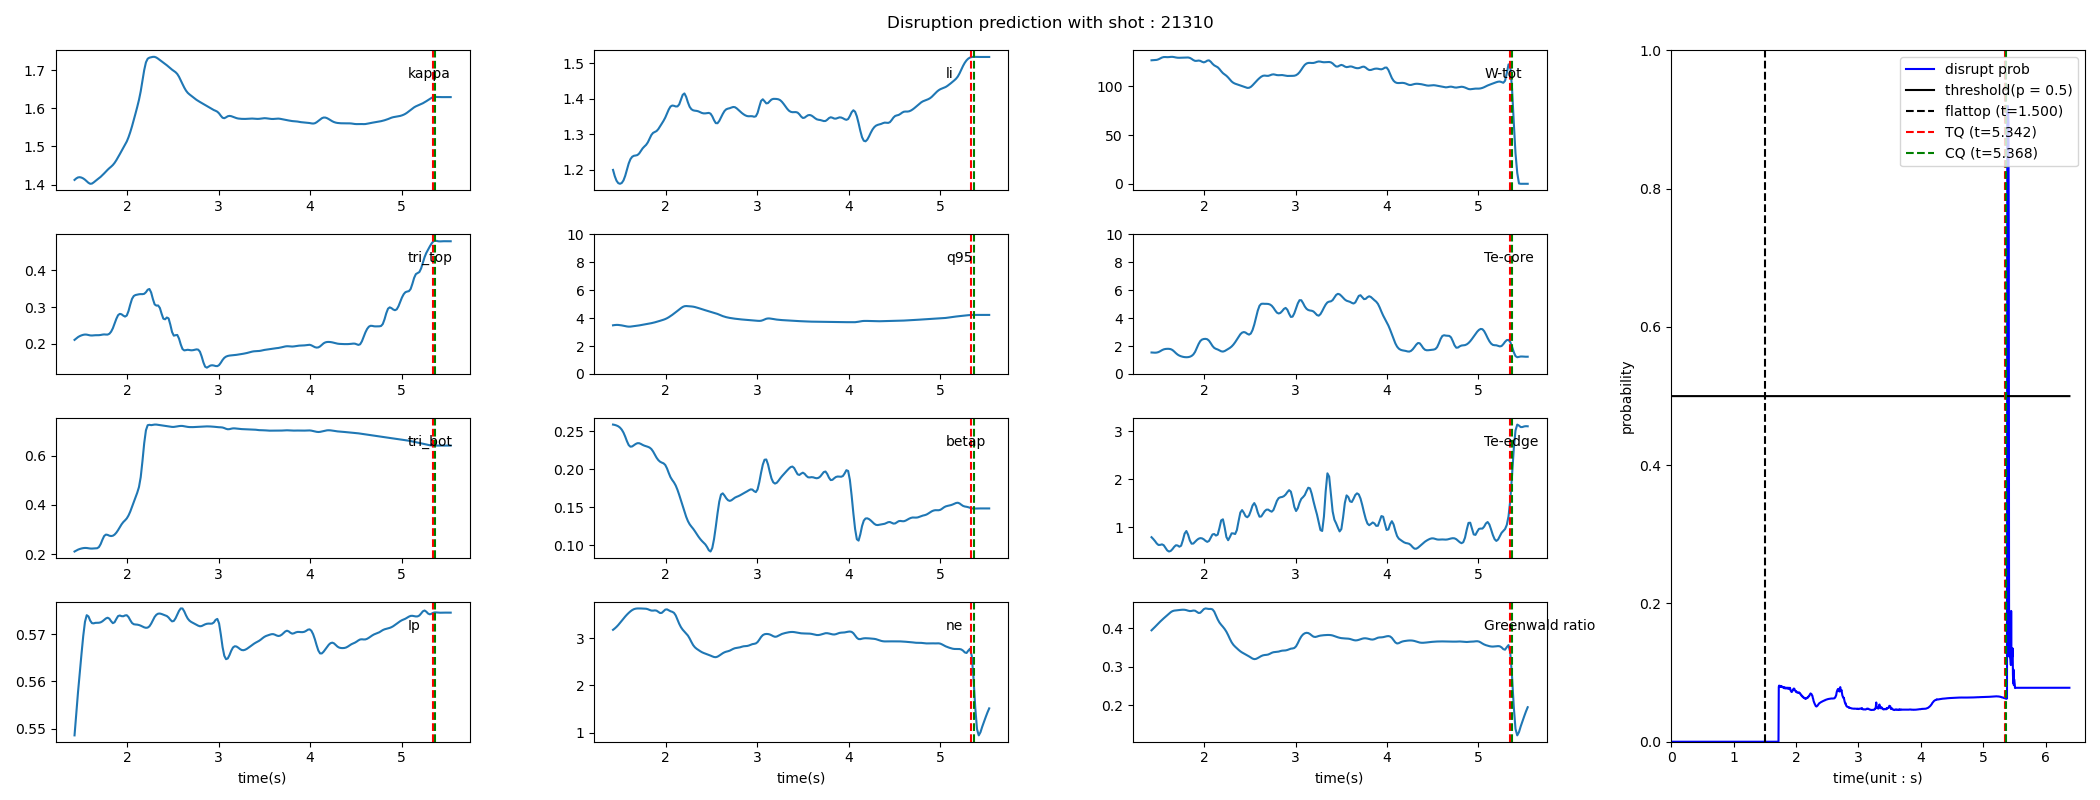 Disruption prediction with shot : 21310
kappa
1.7
1.6
1.5
1.4
2 3 4 5
li
1.5
1.4
1.3
1.2
2 3 4 5
W-tot
100
50
0
2 3 4 5
tri_top
0.4
0.3
0.2
2 3 4 5
q95
10
8
6
4
2
0
2 3 4 5
Te-core
10
8
6
4
2
0
2 3 4 5
tri_bot
0.6
0.4
0.2
2 3 4 5
betap
0.25
0.20
0.15
0.10
2 3 4 5
Te-edge
3
2
1
2 3 4 5
Ip
0.57
0.56
0.55
2 3 4 5
time(s)
ne
3
2
1
2 3 4 5
time(s)
Greenwald ratio
0.4
0.3
0.2
2 3 4 5
time(s)
disrupt prob
threshold(p = 0.5)
flattop (t=1.500)
TQ (t=5.342)
CQ (t=5.368)
probability
1.0
0.8
0.6
0.4
0.2
0.0
0 1 2 3 4 5 6
time(unit : s)